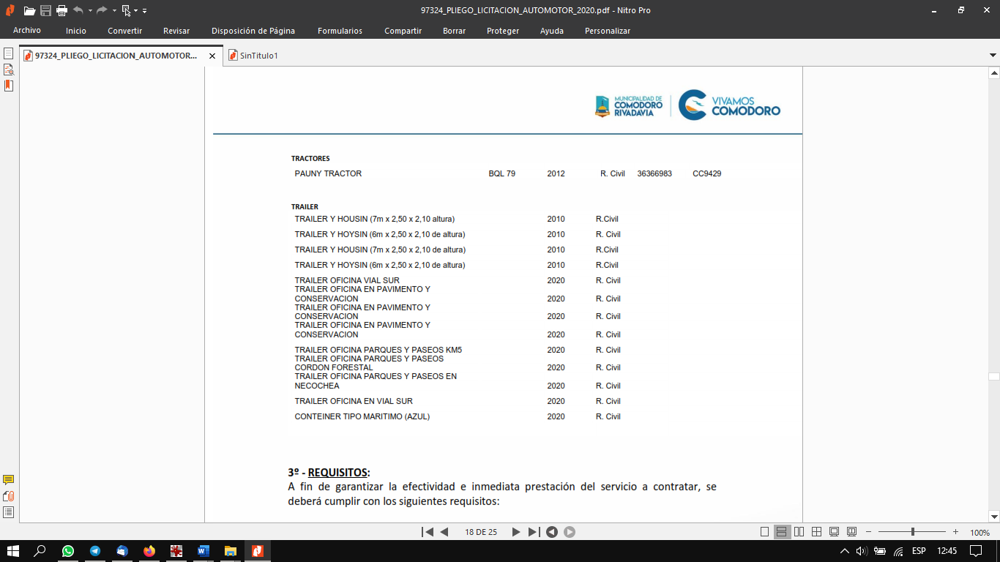 97324_PLIEGO_LICITACION_AUTOMOTOR_2020.pdf - Nitro Pro
Archivo Inicio Convertir Revisar Disposición de Página Formularios Compartir Borrar Proteger Ayuda Personalizar
97324_PLIEGO_LICITACION_AUTOMOTOR... SinTitulo1
MUNICIPALIDAD DE
COMODORO
RIVADAVIA
VIVAMOS
COMODORO
TRACTORES
PAUNY TRACTOR BQL 79 2012 R. Civil 36366983 CC9429
TRAILER
TRAILER Y HOUSIN (7m x 2,50 x 2,10 altura) 2010 R.Civil
TRAILER Y HOYSIN (6m x 2,50 x 2,10 de altura) 2010 R. Civil
TRAILER Y HOUSIN (7m x 2,50 x 2,10 de altura) 2010 R.Civil
TRAILER Y HOYSIN (6m x 2,50 x 2,10 de altura) 2010 R.Civil
TRAILER OFICINA VIAL SUR 2020 R. Civil
TRAILER OFICINA EN PAVIMENTO Y
CONSERVACION 2020 R. Civil
TRAILER OFICINA EN PAVIMENTO Y
CONSERVACION 2020 R. Civil
TRAILER OFICINA EN PAVIMENTO Y
CONSERVACION 2020 R. Civil
TRAILER OFICINA PARQUES Y PASEOS KM5 2020 R. Civil
TRAILER OFICINA PARQUES Y PASEOS
CORDON FORESTAL 2020 R. Civil
TRAILER OFICINA PARQUES Y PASEOS EN
NECOCHEA 2020 R. Civil
TRAILER OFICINA EN VIAL SUR 2020 R. Civil
CONTEINER TIPO MARITIMO (AZUL) 2020 R. Civil
3º - REQUISITOS:
A fin de garantizar la efectividad e inmediata prestación del servicio a contratar, se
deberá cumplir con los siguientes requisitos:
18 DE 25 100%
ESP 12:45